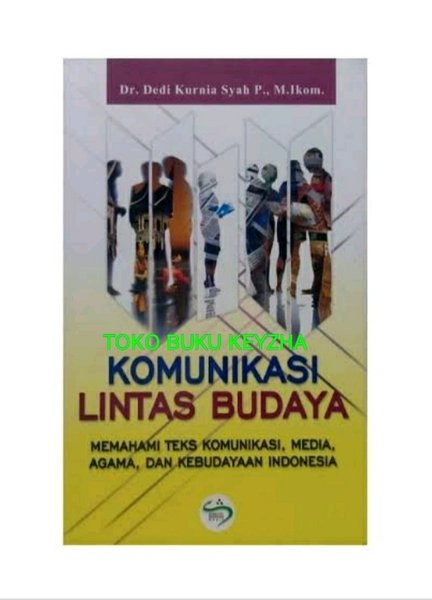 Dr. Dedi Kurnia Syah P., M.Ikom.
TOKO BUKU KEYZHA
KOMUNIKASI
LINTAS BUDAYA
MEMAHAMI TEKS KOMUNIKASI, MEDIA,
AGAMA, DAN KEBUDAYAAN INDONESIA